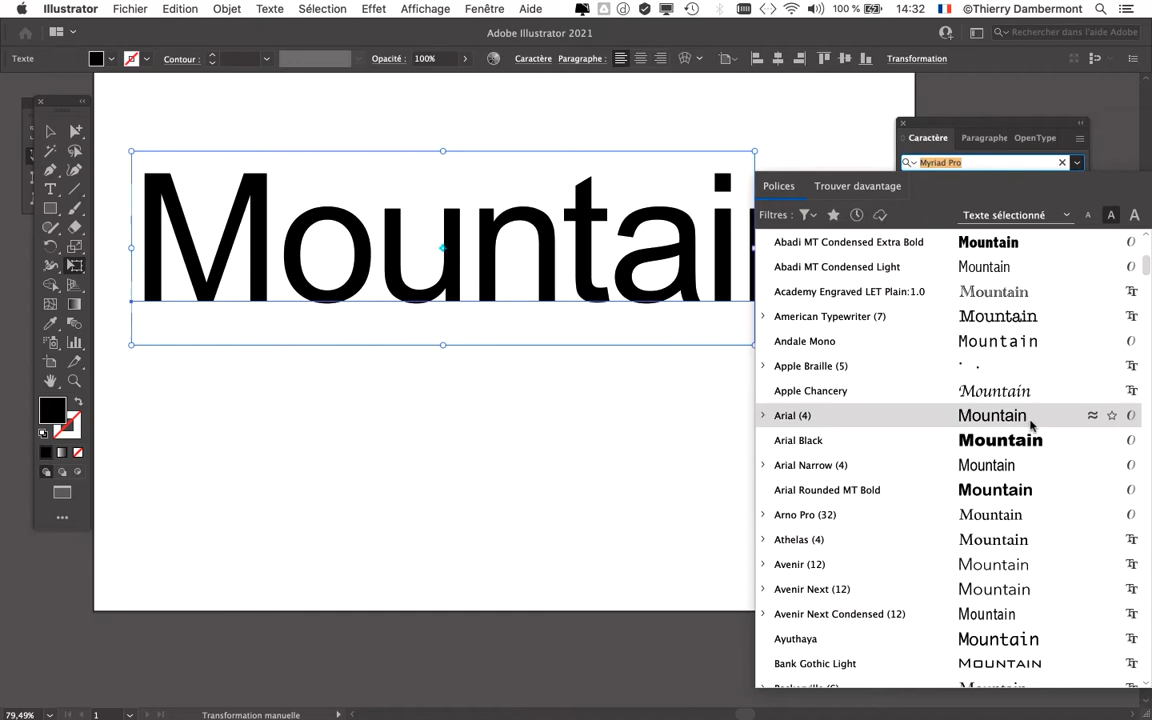 Illustrator Fichier Edition Objet Texte Sélection Effet Affichage Fenêtre Aide 100 % 14:32 ©Thierry Dambermont
Adobe Illustrator 2021 Rechercher dans l'aide Adobe
Texte Contour : Opacité : 100% Caractère Paragraphe : Transformation
Mountain
Caractère Paragraphe OpenType
Myriad Pro
Polices Trouver davantage
Filtres : Texte sélectionné A A A
Abadi MT Condensed Extra Bold Mountain
Abadi MT Condensed Light Mountain
Academy Engraved LET Plain:1.0 Mountain
American Typewriter (7) Mountain
Andale Mono Mountain
Apple Braille (5)
Apple Chancery Mountain
Arial (4) Mountain
Arial Black Mountain
Arial Narrow (4) Mountain
Arial Rounded MT Bold Mountain
Arno Pro (32) Mountain
Athelas (4) Mountain
Avenir (12) Mountain
Avenir Next (12) Mountain
Avenir Next Condensed (12) Mountain
Ayuthaya Mountain
Bank Gothic Light MOUNTAIN
79,49% 1 Transformation manuelle